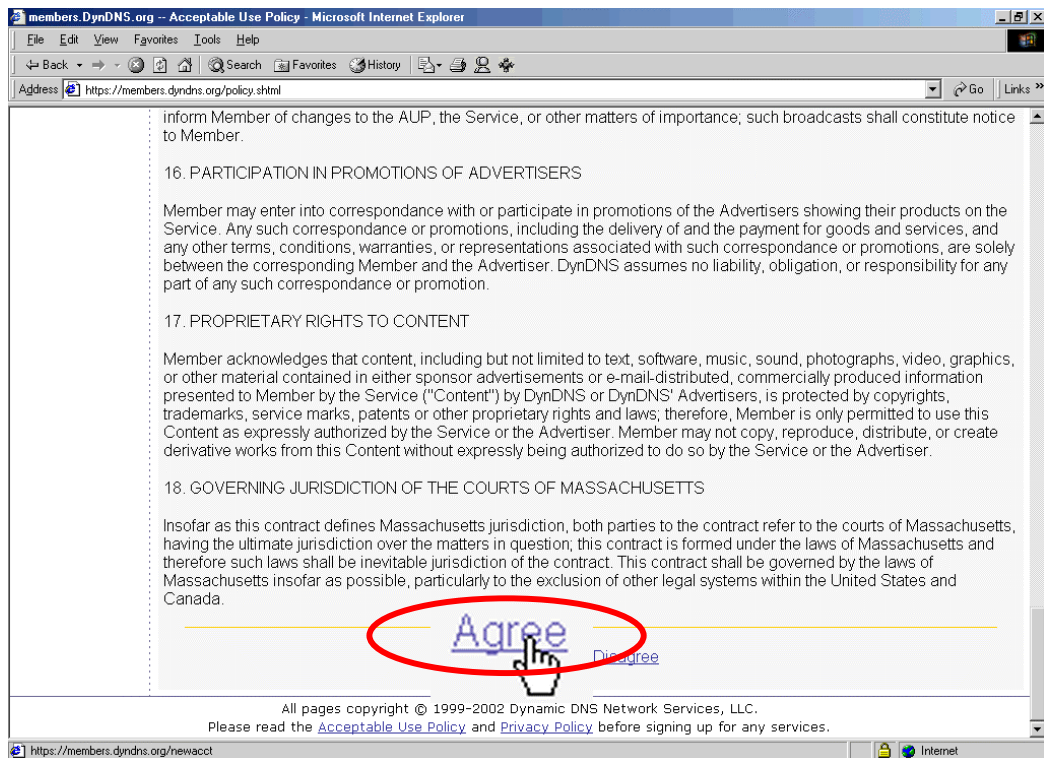 members.DynDNS.org -- Acceptable Use Policy - Microsoft Internet Explorer
File Edit View Favorites Tools Help
Back Search Favorites History
Address https://members.dyndns.org/policy.shtml Go Links »
inform Member of changes to the AUP, the Service, or other matters of importance; such broadcasts shall constitute notice
to Member.
16. PARTICIPATION IN PROMOTIONS OF ADVERTISERS
Member may enter into correspondance with or participate in promotions of the Advertisers showing their products on the
Service. Any such correspondance or promotions, including the delivery of and the payment for goods and services, and
any other terms, conditions, warranties, or representations associated with such correspondance or promotions, are solely
between the corresponding Member and the Advertiser. DynDNS assumes no liability, obligation, or responsibility for any
part of any such correspondance or promotion.
17. PROPRIETARY RIGHTS TO CONTENT
Member acknowledges that content, including but not limited to text, software, music, sound, photographs, video, graphics,
or other material contained in either sponsor advertisements or e-mail-distributed, commercially produced information
presented to Member by the Service ("Content") by DynDNS or DynDNS' Advertisers, is protected by copyrights,
trademarks, service marks, patents or other proprietary rights and laws; therefore, Member is only permitted to use this
Content as expressly authorized by the Service or the Advertiser. Member may not copy, reproduce, distribute, or create
derivative works from this Content without expressly being authorized to do so by the Service or the Advertiser.
18. GOVERNING JURISDICTION OF THE COURTS OF MASSACHUSETTS
Insofar as this contract defines Massachusetts jurisdiction, both parties to the contract refer to the courts of Massachusetts,
having the ultimate jurisdiction over the matters in question; this contract is formed under the laws of Massachusetts and
therefore such laws shall be inevitable jurisdiction of the contract. This contract shall be governed by the laws of
Massachusetts insofar as possible, particularly to the exclusion of other legal systems within the United States and
Canada.
Agree
Disagree
All pages copyright © 1999-2002 Dynamic DNS Network Services, LLC.
Please read the Acceptable Use Policy and Privacy Policy before signing up for any services.
https://members.dyndns.org/newacct Internet